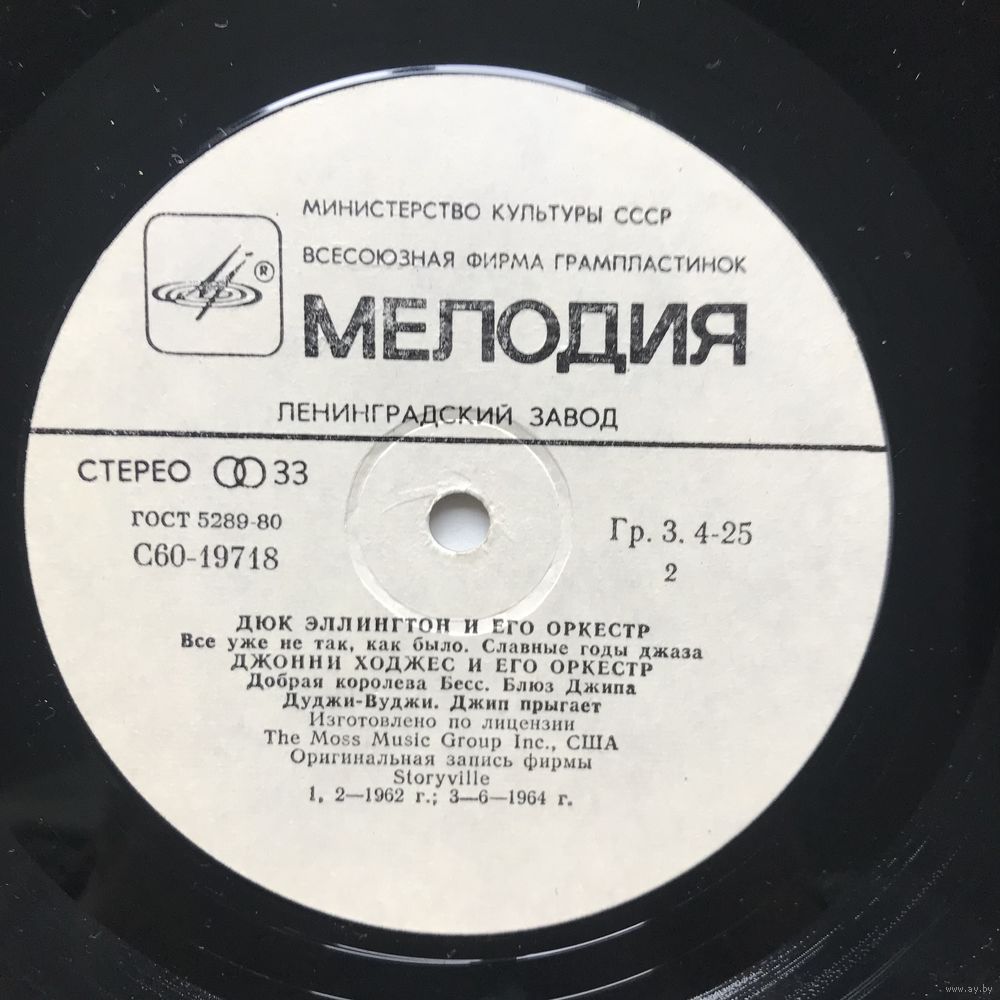 МИНИСТЕРСТВО КУЛЬТУРЫ СССР
ВСЕСОЮЗНАЯ ФИРМА ГРАМПЛАСТИНОК
®
МЕЛОДИЯ
ЛЕНИНГРАДСКИЙ ЗАВОД
СТЕРЕО 33
ГОСТ 5289-80
С60-19718
Гр. 3. 4-25
2
ДЮК ЭЛЛИНГТОН И ЕГО ОРКЕСТР
Все уже не так, как было. Славные годы джаза
ДЖОННИ ХОДЖЕС И ЕГО ОРКЕСТР
Добрая королева Бесс. Блюз Джипа
Дуджи-Вуджи. Джип прыгает
Изготовлено по лицензии
The Moss Music Group Inc., США
Оригинальная запись фирмы
Storyville
1, 2—1962 г.; 3—6—1964 г.
www.ay.by